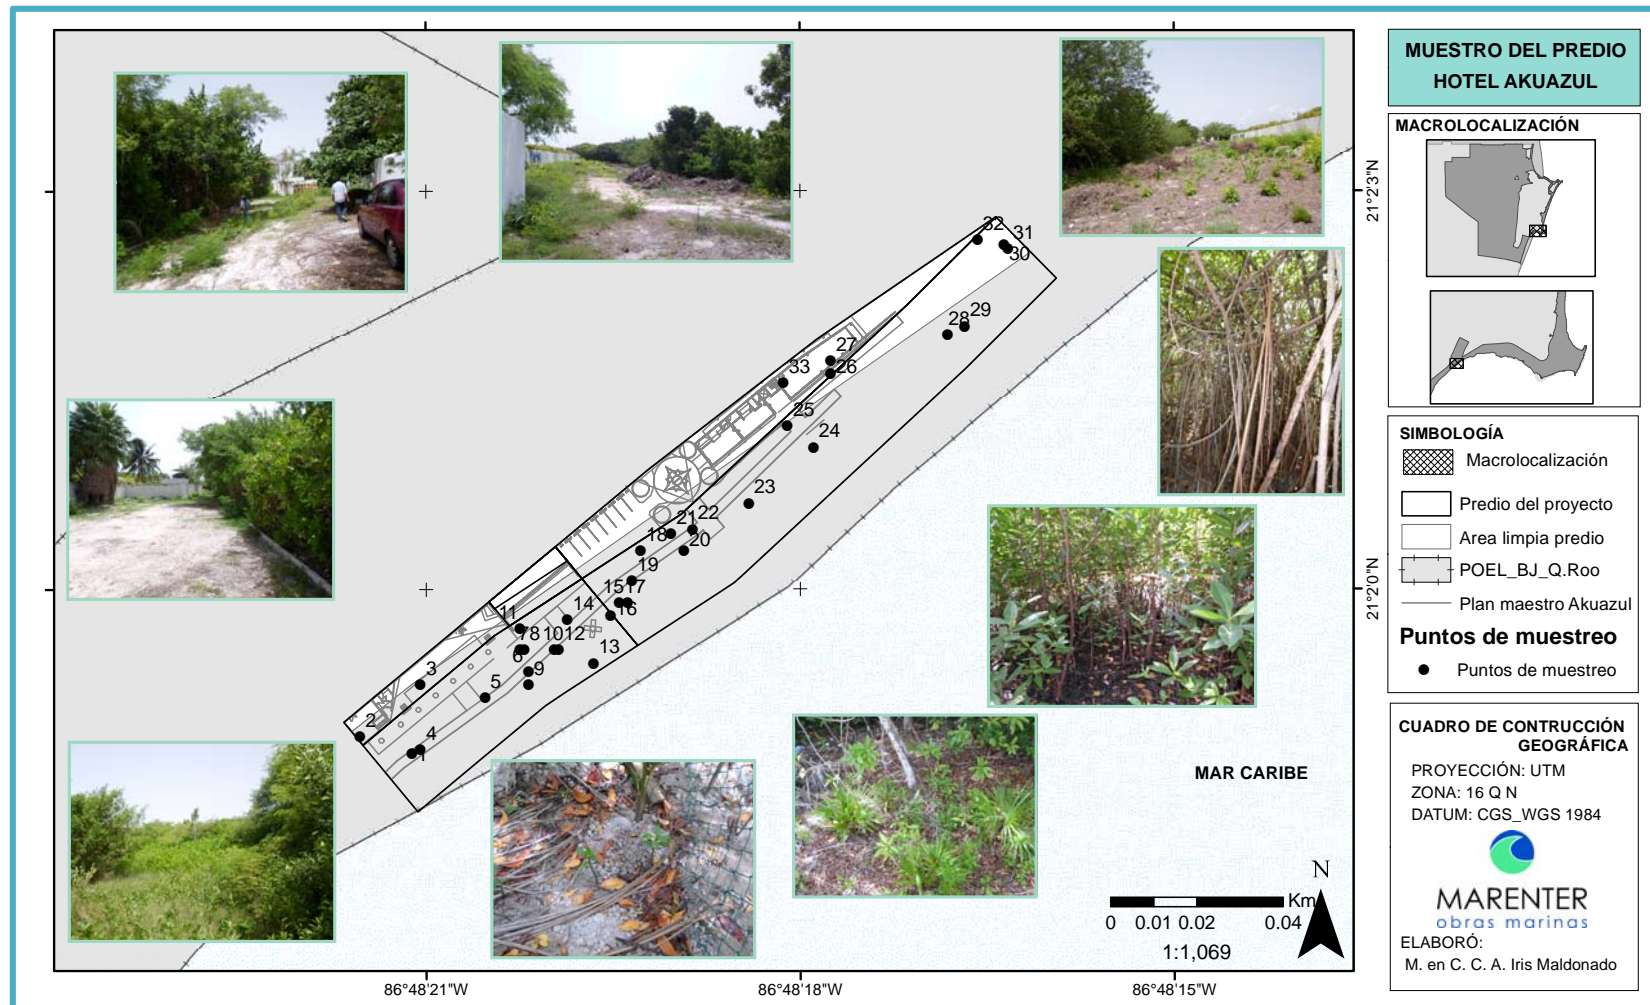 MUESTRO DEL PREDIO
HOTEL AKUAZUL
MACROLOCALIZACIÓN
SIMBOLOGÍA
Macrolocalización
Predio del proyecto
Area limpia predio
POEL_BJ_Q.Roo
Plan maestro Akuazul
Puntos de muestreo
Puntos de muestreo
CUADRO DE CONTRUCCIÓN
GEOGRÁFICA
PROYECCIÓN: UTM
ZONA: 16 Q N
DATUM: CGS_WGS 1984
MARENTER
obras marinas
ELABORÓ:
M. en C. C. A. Iris Maldonado
21°2'3"N
21°2'0"N
32
31
30
29
28
27
26
33
25
24
23
22
21
20
18
19
15
17
16
14
11
7
8
10
12
6
13
9
5
3
2
4
1
MAR CARIBE
N
Km
0 0.01 0.02 0.04
1:1,069
86°48'21"W
86°48'18"W
86°48'15"W